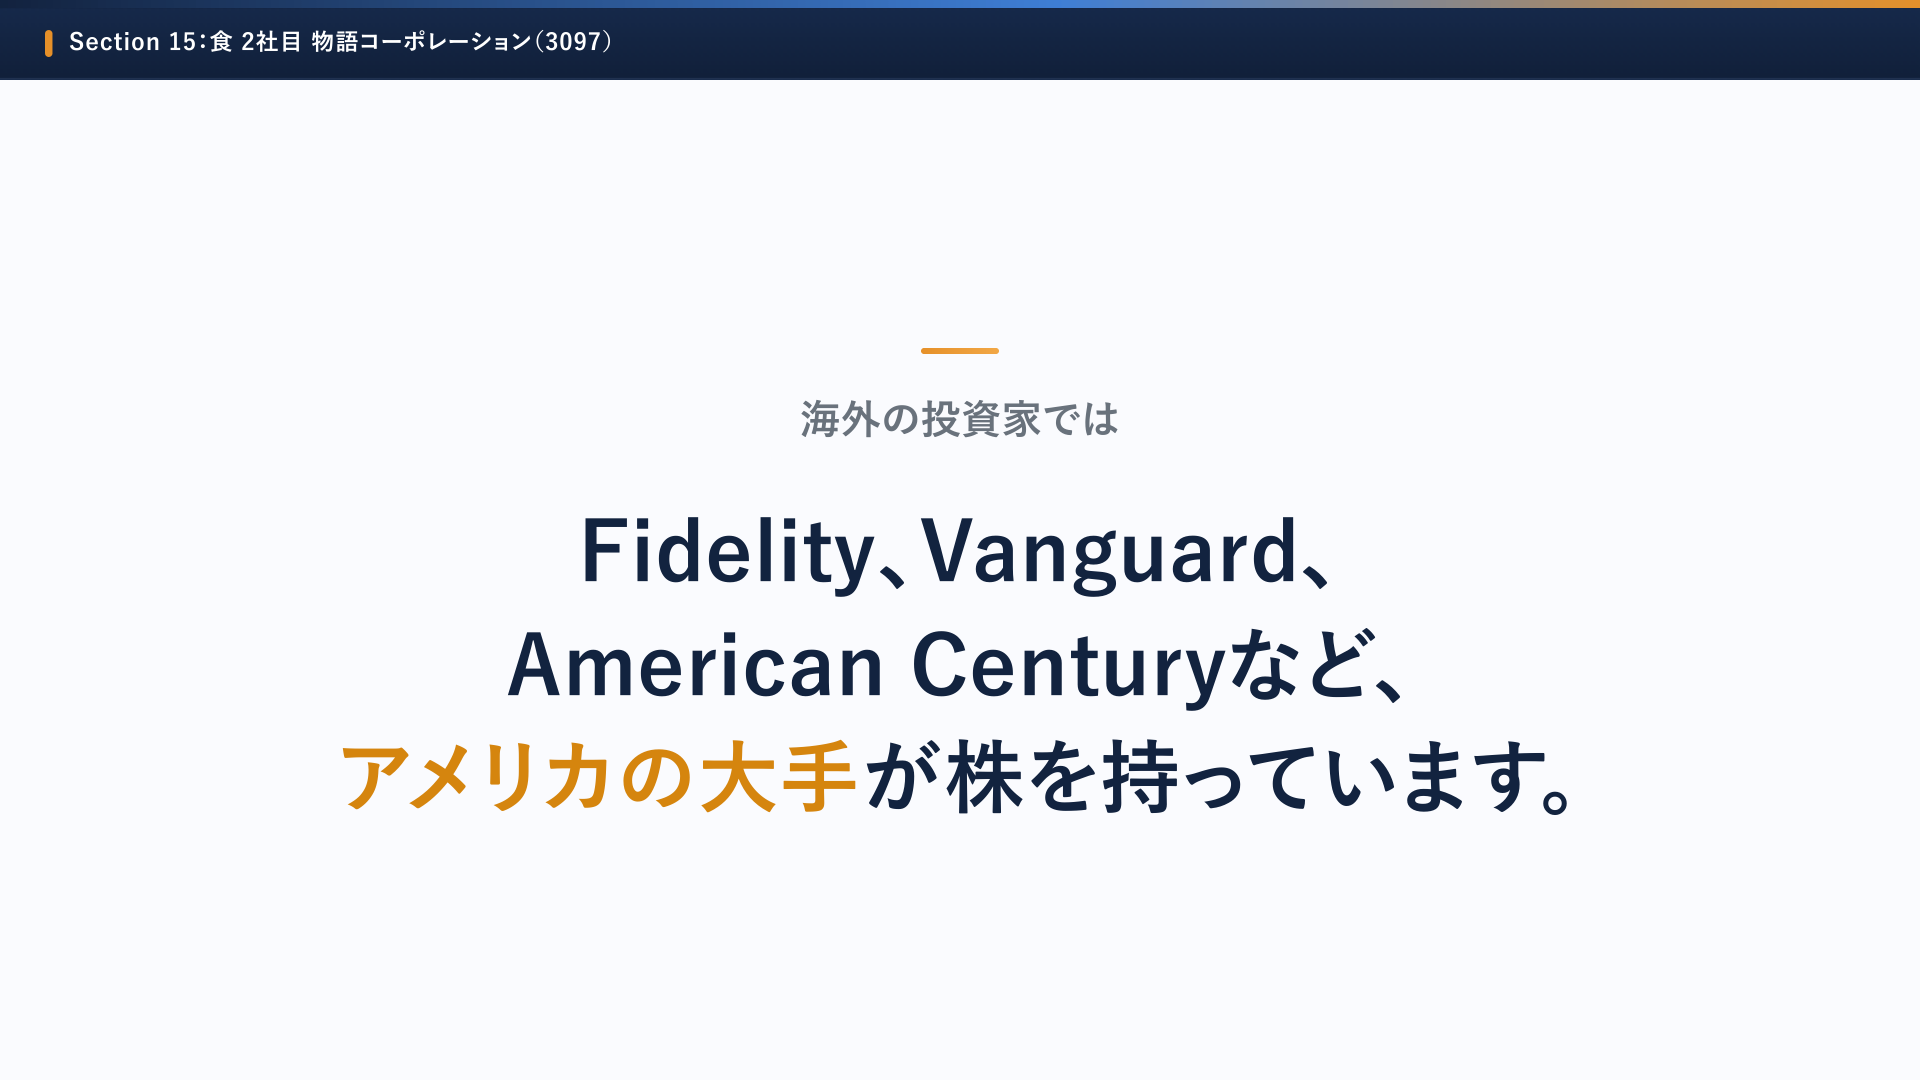 Section 15：食 2社目 物語コーポレーション（3097）
海外の投資家では
Fidelity、Vanguard、
American Centuryなど、
アメリカの大手が株を持っています。